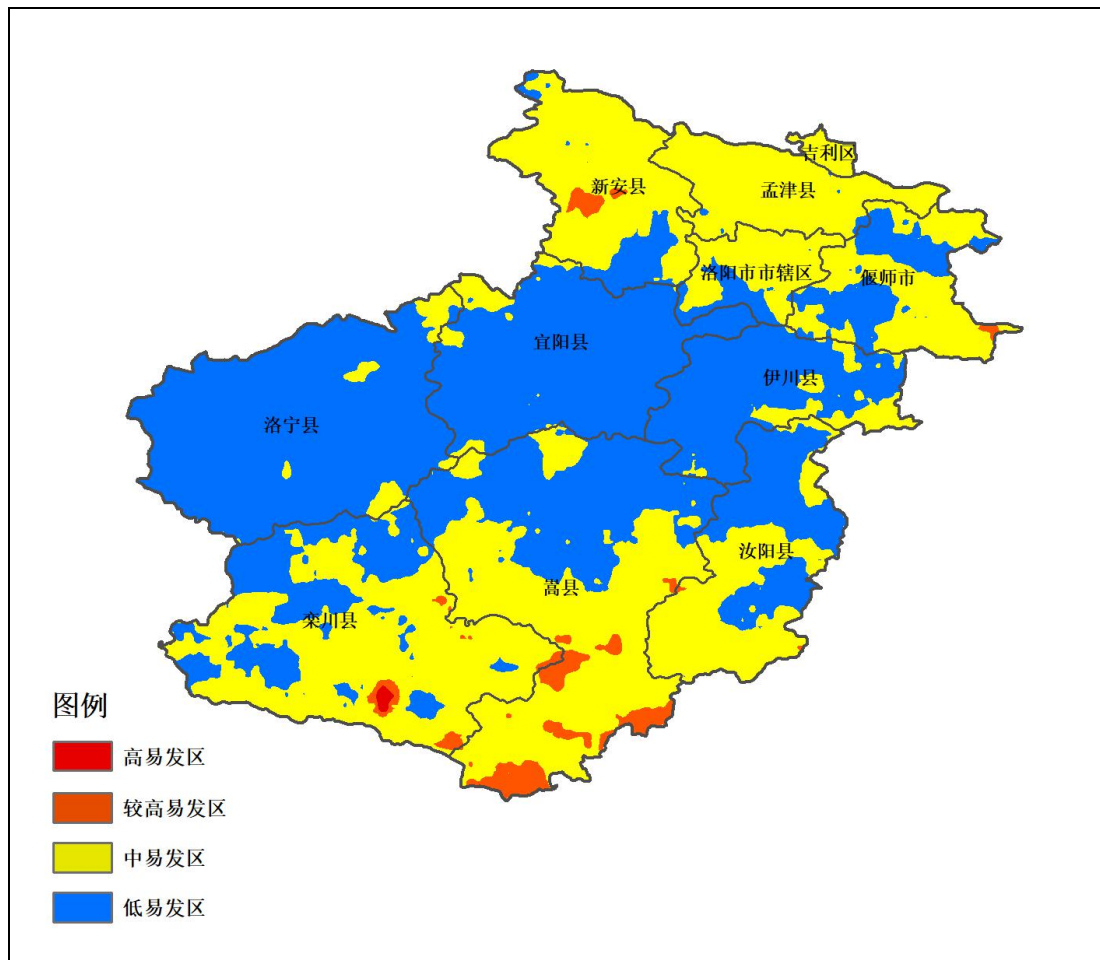 吉利区
新安县
孟津县
洛阳市市辖区
偃师市
宜阳县
伊川县
洛宁县
汝阳县
嵩县
栾川县
图例
高易发区
较高易发区
中易发区
低易发区